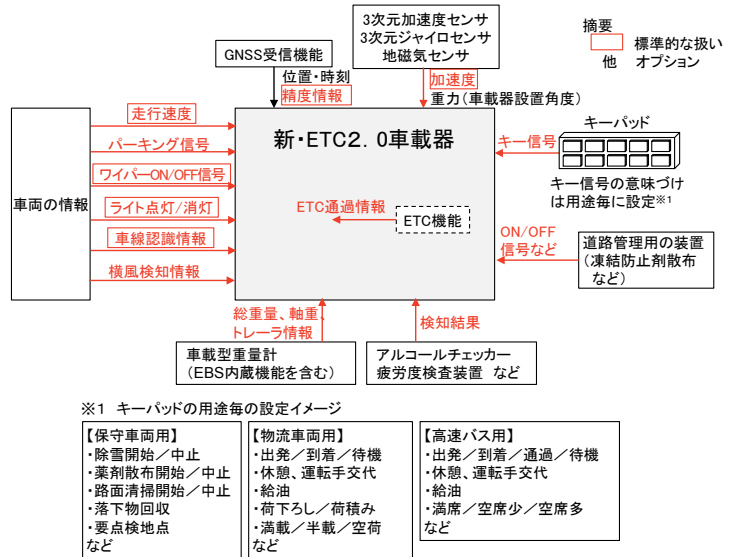 3次元加速度センサ
3次元ジャイロセンサ
地磁気センサ
摘要
標準的な扱い
他 オプション
GNSS受信機能
位置・時刻
精度情報
加速度
重力(車載器設置角度)
車両の情報
走行速度
パーキング信号
ワイパーON/OFF信号
ライト点灯/消灯
車線認識情報
横風検知情報
新・ETC2．0車載器
ETC通過情報
ETC機能
キー信号
キーパッド
キー信号の意味づけ
は用途毎に設定※1
ON/OFF
信号など
道路管理用の装置
(凍結防止剤散布
など)
総重量、軸重、
トレーラ情報
検知結果
車載型重量計
(EBS内蔵機能を含む)
アルコールチェッカー
疲労度検査装置 など
※1 キーパッドの用途毎の設定イメージ
【保守車両用】
・除雪開始／中止
・薬剤散布開始／中止
・路面清掃開始／中止
・落下物回収
・要点検地点
など
【物流車両用】
・出発／到着／待機
・休憩、運転手交代
・給油
・荷下ろし／荷積み
・満載／半載／空荷
など
【高速バス用】
・出発／到着／通過／待機
・休憩、運転手交代
・給油
・満席／空席少／空席多
など